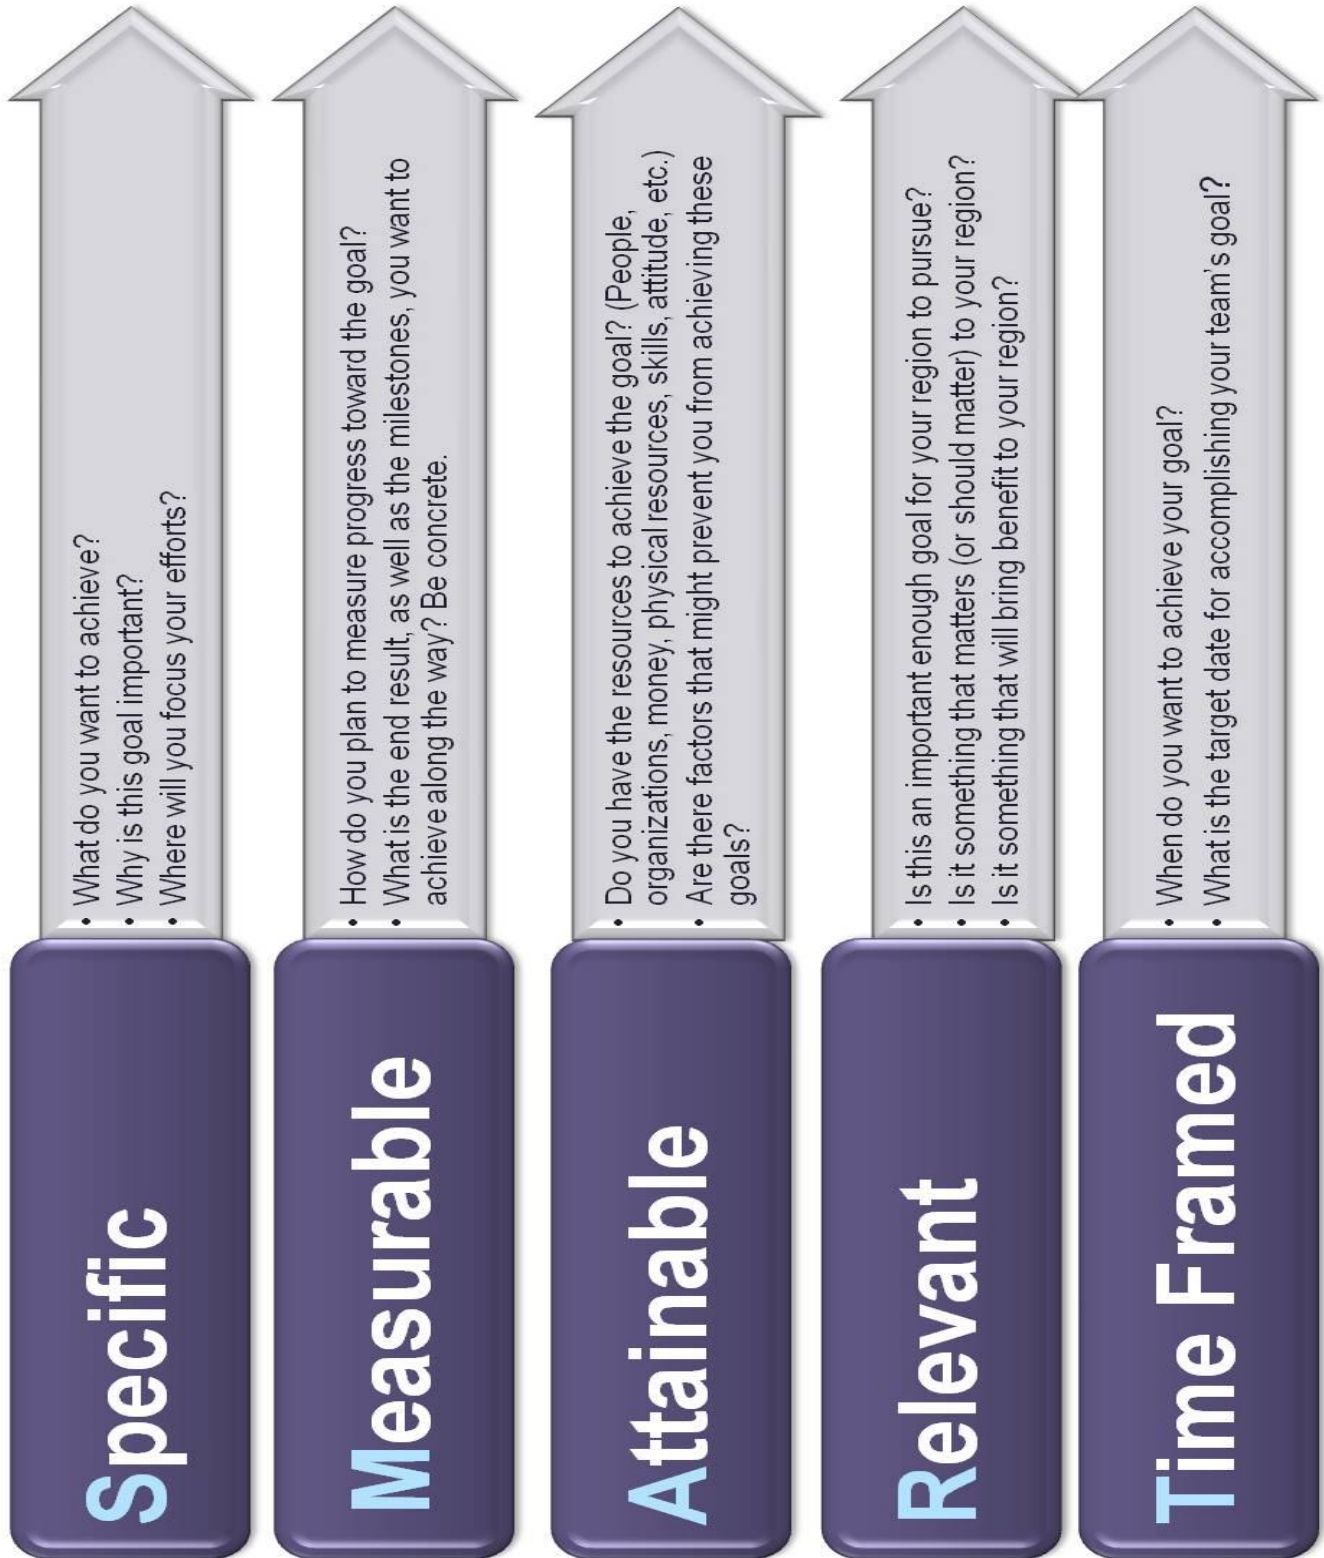 Specific
• What do you want to achieve?
• Why is this goal important?
• Where will you focus your efforts?
Measurable
• How do you plan to measure progress toward the goal?
• What is the end result, as well as the milestones, you want to
achieve along the way? Be concrete.
Attainable
• Do you have the resources to achieve the goal? (People,
organizations, money, physical resources, skills, attitude, etc.)
• Are there factors that might prevent you from achieving these
goals?
Relevant
• Is this an important enough goal for your region to pursue?
• Is it something that matters (or should matter) to your region?
• Is it something that will bring benefit to your region?
Time Framed
• When do you want to achieve your goal?
• What is the target date for accomplishing your team's goal?